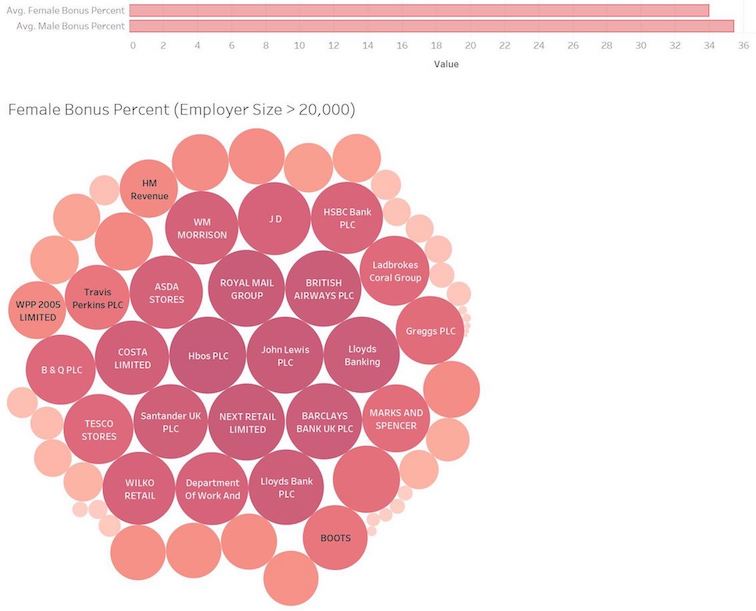 Avg. Female Bonus Percent
Avg. Male Bonus Percent
0 2 4 6 8 10 12 14 16 18 20 22 24 26 28 30 32 34 36
Value
Female Bonus Percent (Employer Size > 20,000)
HM
Revenue
WM
MORRISON
J.D
HSBC Bank
PLC
Ladbrokes
Coral Group
ROYAL MAIL
GROUP
BRITISH
AIRWAYS PLC
ASDA
STORES
Travis
Perkins PLC
WPP 2005
LIMITED
Greggs PLC
B & Q PLC
COSTA
LIMITED
Hbos PLC
John Lewis
PLC
Lloyds
Banking
TESCO
STORES
Santander UK
PLC
NEXT RETAIL
LIMITED
BARCLAYS
BANK UK PLC
MARKS AND
SPENCER
WILKO
RETAIL
Department
Of Work And
Lloyds Bank
PLC
BOOTS